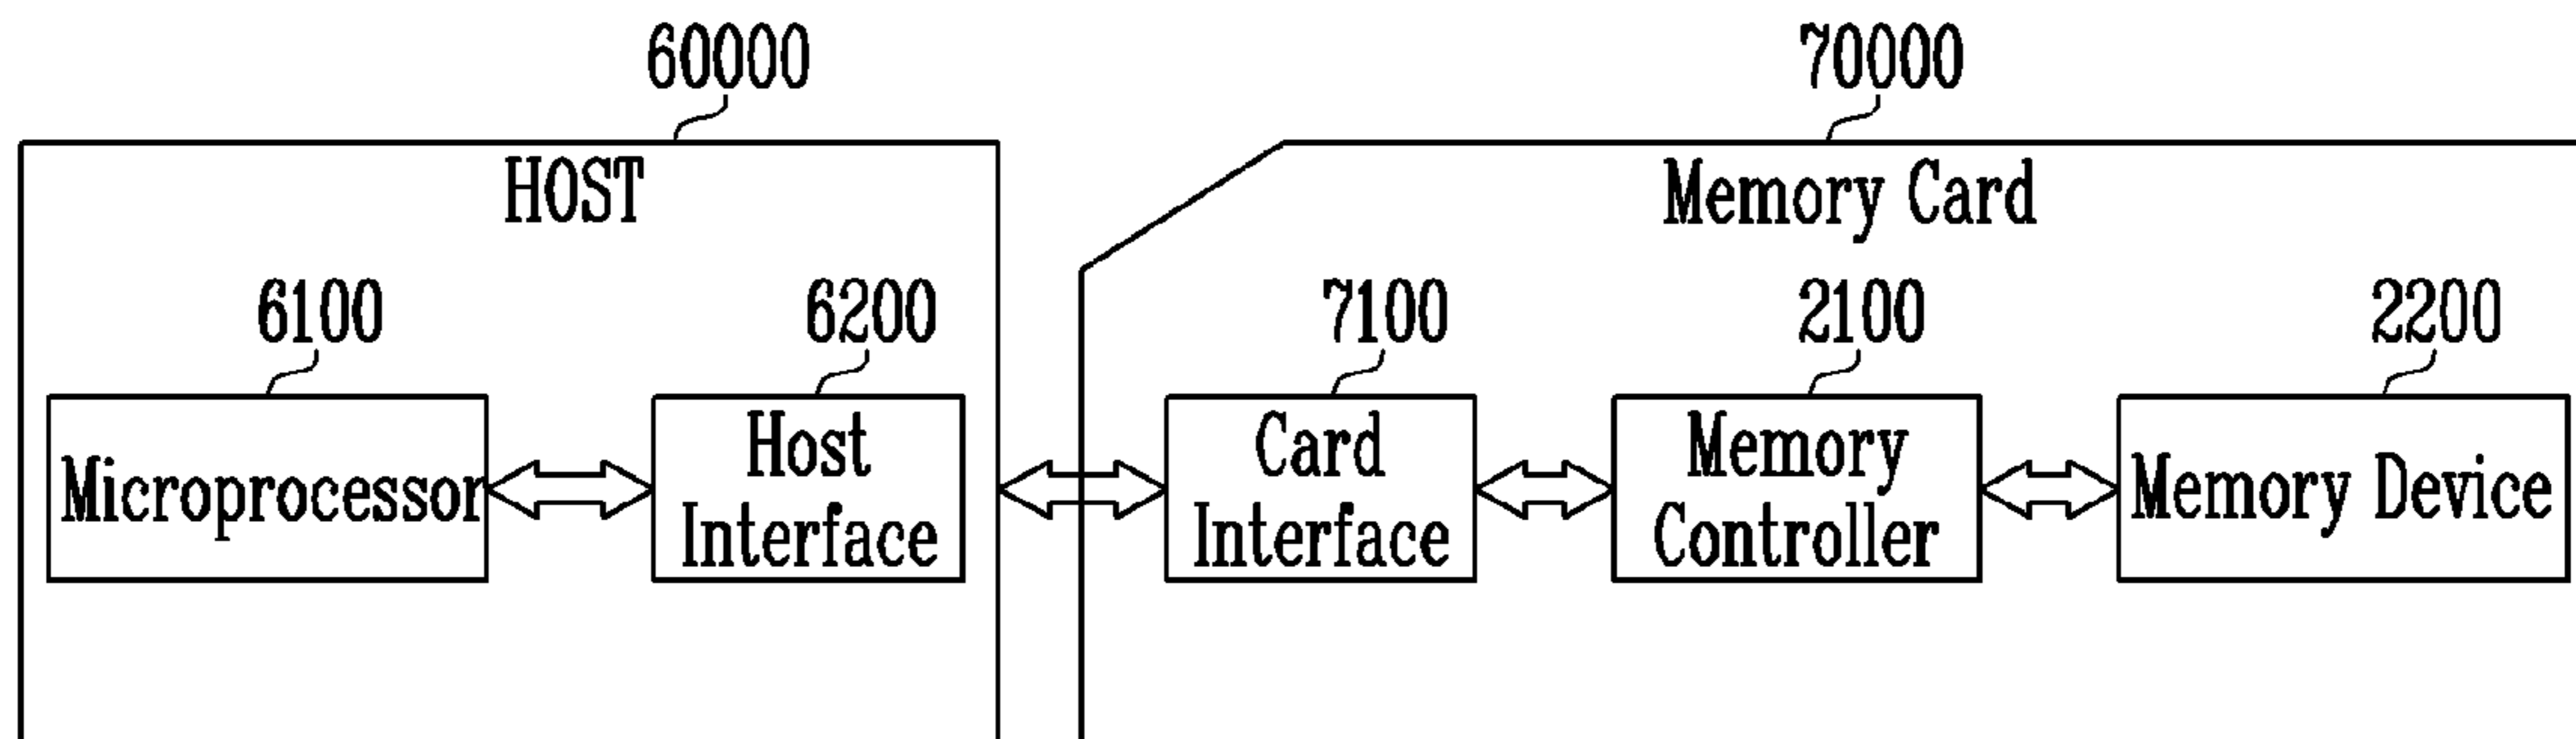 60000
70000
HOST
Memory Card
6100
6200
7100
2100
2200
Microprocessor
Host
Interface
Card
Interface
Memory
Controller
Memory Device